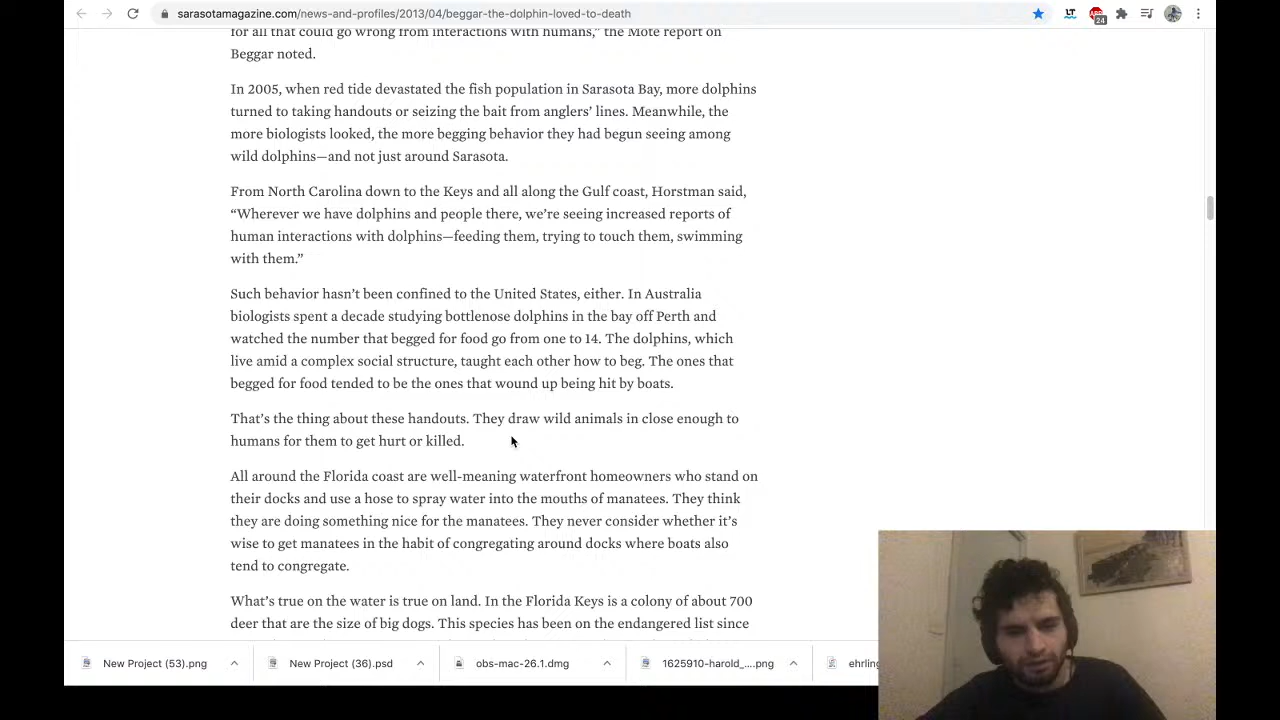 sarasotamagazine.com/news-and-profiles/2013/04/beggar-the-dolphin-loved-to-death
LT
24
for all that could go wrong from interactions with humans,” the Mote report on
Beggar noted.
In 2005, when red tide devastated the fish population in Sarasota Bay, more dolphins
turned to taking handouts or seizing the bait from anglers’ lines. Meanwhile, the
more biologists looked, the more begging behavior they had begun seeing among
wild dolphins—and not just around Sarasota.
From North Carolina down to the Keys and all along the Gulf coast, Horstman said,
“Wherever we have dolphins and people there, we’re seeing increased reports of
human interactions with dolphins—feeding them, trying to touch them, swimming
with them.”
Such behavior hasn’t been confined to the United States, either. In Australia
biologists spent a decade studying bottlenose dolphins in the bay off Perth and
watched the number that begged for food go from one to 14. The dolphins, which
live amid a complex social structure, taught each other how to beg. The ones that
begged for food tended to be the ones that wound up being hit by boats.
That’s the thing about these handouts. They draw wild animals in close enough to
humans for them to get hurt or killed.
All around the Florida coast are well-meaning waterfront homeowners who stand on
their docks and use a hose to spray water into the mouths of manatees. They think
they are doing something nice for the manatees. They never consider whether it’s
wise to get manatees in the habit of congregating around docks where boats also
tend to congregate.
What’s true on the water is true on land. In the Florida Keys is a colony of about 700
deer that are the size of big dogs. This species has been on the endangered list since
New Project (53).png
New Project (36).psd
obs-mac-26.1.dmg
1625910-harold_....png
ehrling